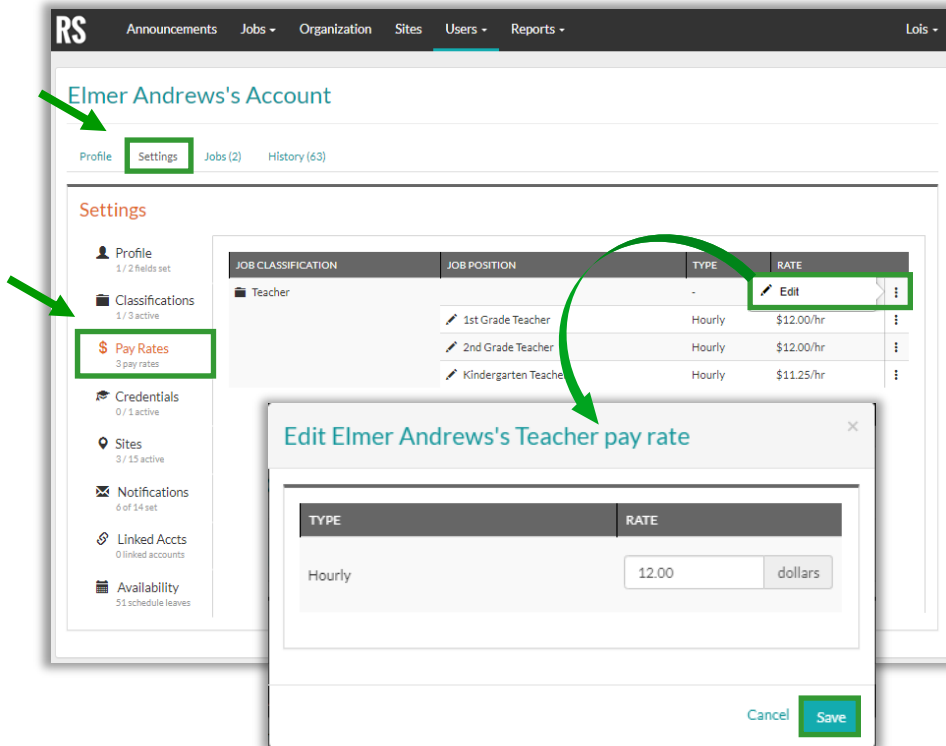 RS Announcements Jobs Organization Sites Users Reports Lois
Elmer Andrews's Account
Profile Settings Jobs (2) History (63)
Settings
Profile
1 / 2 fields set
Classifications
1 / 3 active
$ Pay Rates
3 pay rates
Credentials
0 / 1 active
Sites
3 / 15 active
Notifications
6 of 14 set
Linked Accts
0 linked accounts
Availability
51 schedule leaves
JOB CLASSIFICATION JOB POSITION TYPE RATE
Teacher - Edit
1st Grade Teacher Hourly $12.00/hr
2nd Grade Teacher Hourly $12.00/hr
Kindergarten Teacher Hourly $11.25/hr
Edit Elmer Andrews's Teacher pay rate ×
TYPE RATE
Hourly 12.00 dollars
Cancel Save